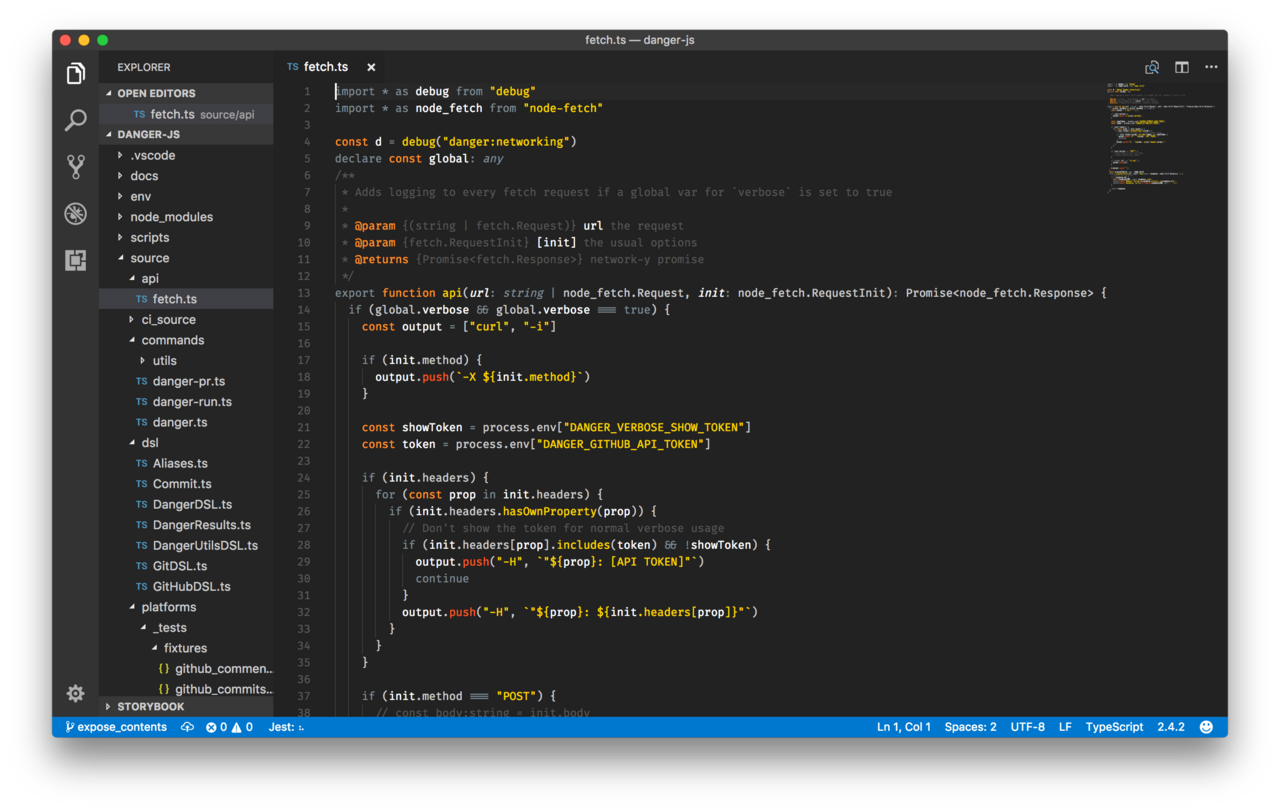 fetch.ts — danger-js
EXPLORER
OPEN EDITORS
TS fetch.ts source/api
DANGER-JS
.vscode
docs
env
node_modules
scripts
source
api
TS fetch.ts
ci_source
commands
utils
TS danger-pr.ts
TS danger-run.ts
TS danger.ts
dsl
TS Aliases.ts
TS Commit.ts
TS DangerDSL.ts
TS DangerResults.ts
TS DangerUtilsDSL.ts
TS GitDSL.ts
TS GitHubDSL.ts
platforms
_tests
fixtures
{} github_commen...
{} github_commits...
STORYBOOK
TS fetch.ts ×
1 import * as debug from "debug"
2 import * as node_fetch from "node-fetch"
3
4 const d = debug("danger:networking")
5 declare const global: any
6 /**
7 * Adds logging to every fetch request if a global var for `verbose` is set to true
8 *
9 * @param {(string | fetch.Request)} url the request
10 * @param {fetch.RequestInit} [init] the usual options
11 * @returns {Promise<fetch.Response>} network-y promise
12 */
13 export function api(url: string | node_fetch.Request, init: node_fetch.RequestInit): Promise<node_fetch.Response> {
14 if (global.verbose && global.verbose === true) {
15 const output = ["curl", "-i"]
16
17 if (init.method) {
18 output.push(`-X ${init.method}`)
19 }
20
21 const showToken = process.env["DANGER_VERBOSE_SHOW_TOKEN"]
22 const token = process.env["DANGER_GITHUB_API_TOKEN"]
23
24 if (init.headers) {
25 for (const prop in init.headers) {
26 if (init.headers.hasOwnProperty(prop)) {
27 // Don't show the token for normal verbose usage
28 if (init.headers[prop].includes(token) && !showToken) {
29 output.push("-H", `"${prop}: [API TOKEN]"`)
30 continue
31 }
32 output.push("-H", `"${prop}: ${init.headers[prop]}"`)
33 }
34 }
35 }
36
37 if (init.method === "POST") {
38 // const body:string = init.body
expose_contents 0 0 Jest:
Ln 1, Col 1 Spaces: 2 UTF-8 LF TypeScript 2.4.2